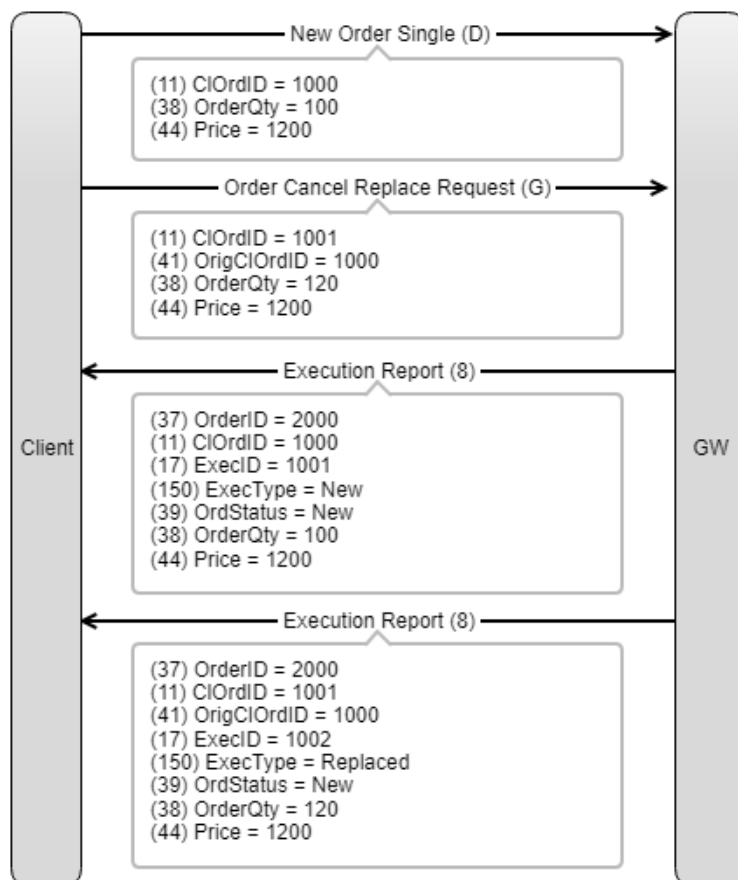 New Order Single (D)
(11) ClOrdID = 1000
(38) OrderQty = 100
(44) Price = 1200
Order Cancel Replace Request (G)
(11) ClOrdID = 1001
(41) OrigClOrdID = 1000
(38) OrderQty = 120
(44) Price = 1200
Execution Report (8)
Client
GW
(37) OrderID = 2000
(11) ClOrdID = 1000
(17) ExecID = 1001
(150) ExecType = New
(39) OrdStatus = New
(38) OrderQty = 100
(44) Price = 1200
Execution Report (8)
(37) OrderID = 2000
(11) ClOrdID = 1001
(41) OrigClOrdID = 1000
(17) ExecID = 1002
(150) ExecType = Replaced
(39) OrdStatus = New
(38) OrderQty = 120
(44) Price = 1200